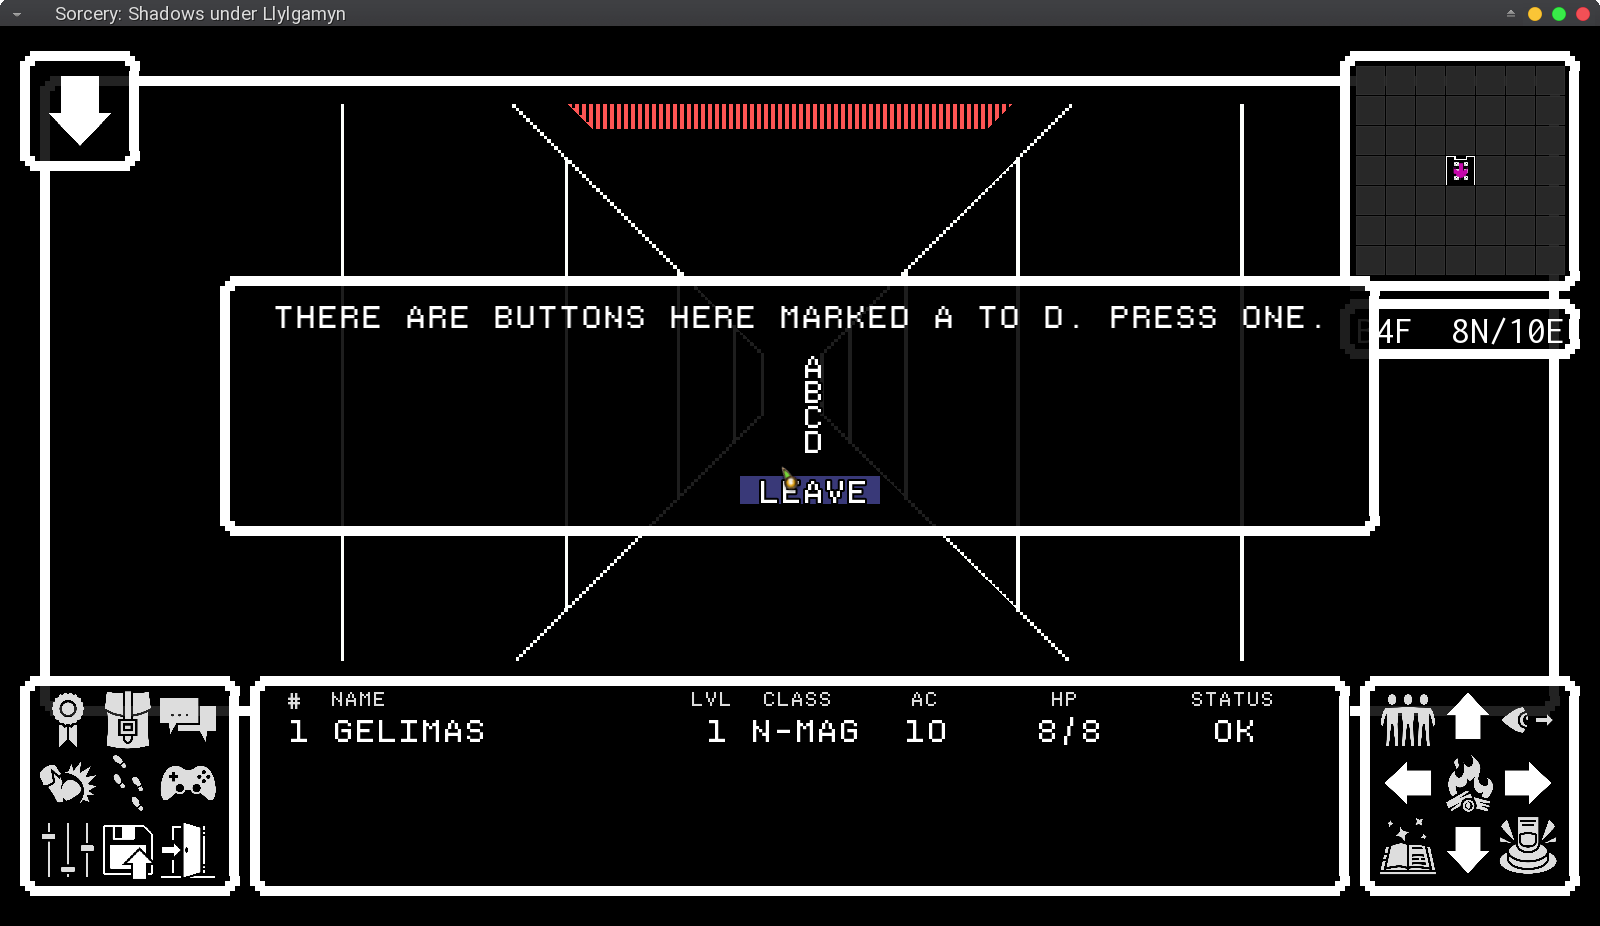 Sorcery: Shadows under Llylgamyn
THERE ARE BUTTONS HERE MARKED A TO D. PRESS ONE.
A
B
C
D
LEAVE
B4F 8N/10E
# NAME LVL CLASS AC HP STATUS
1 GELIMAS 1 N-MAG 10 8/8 OK